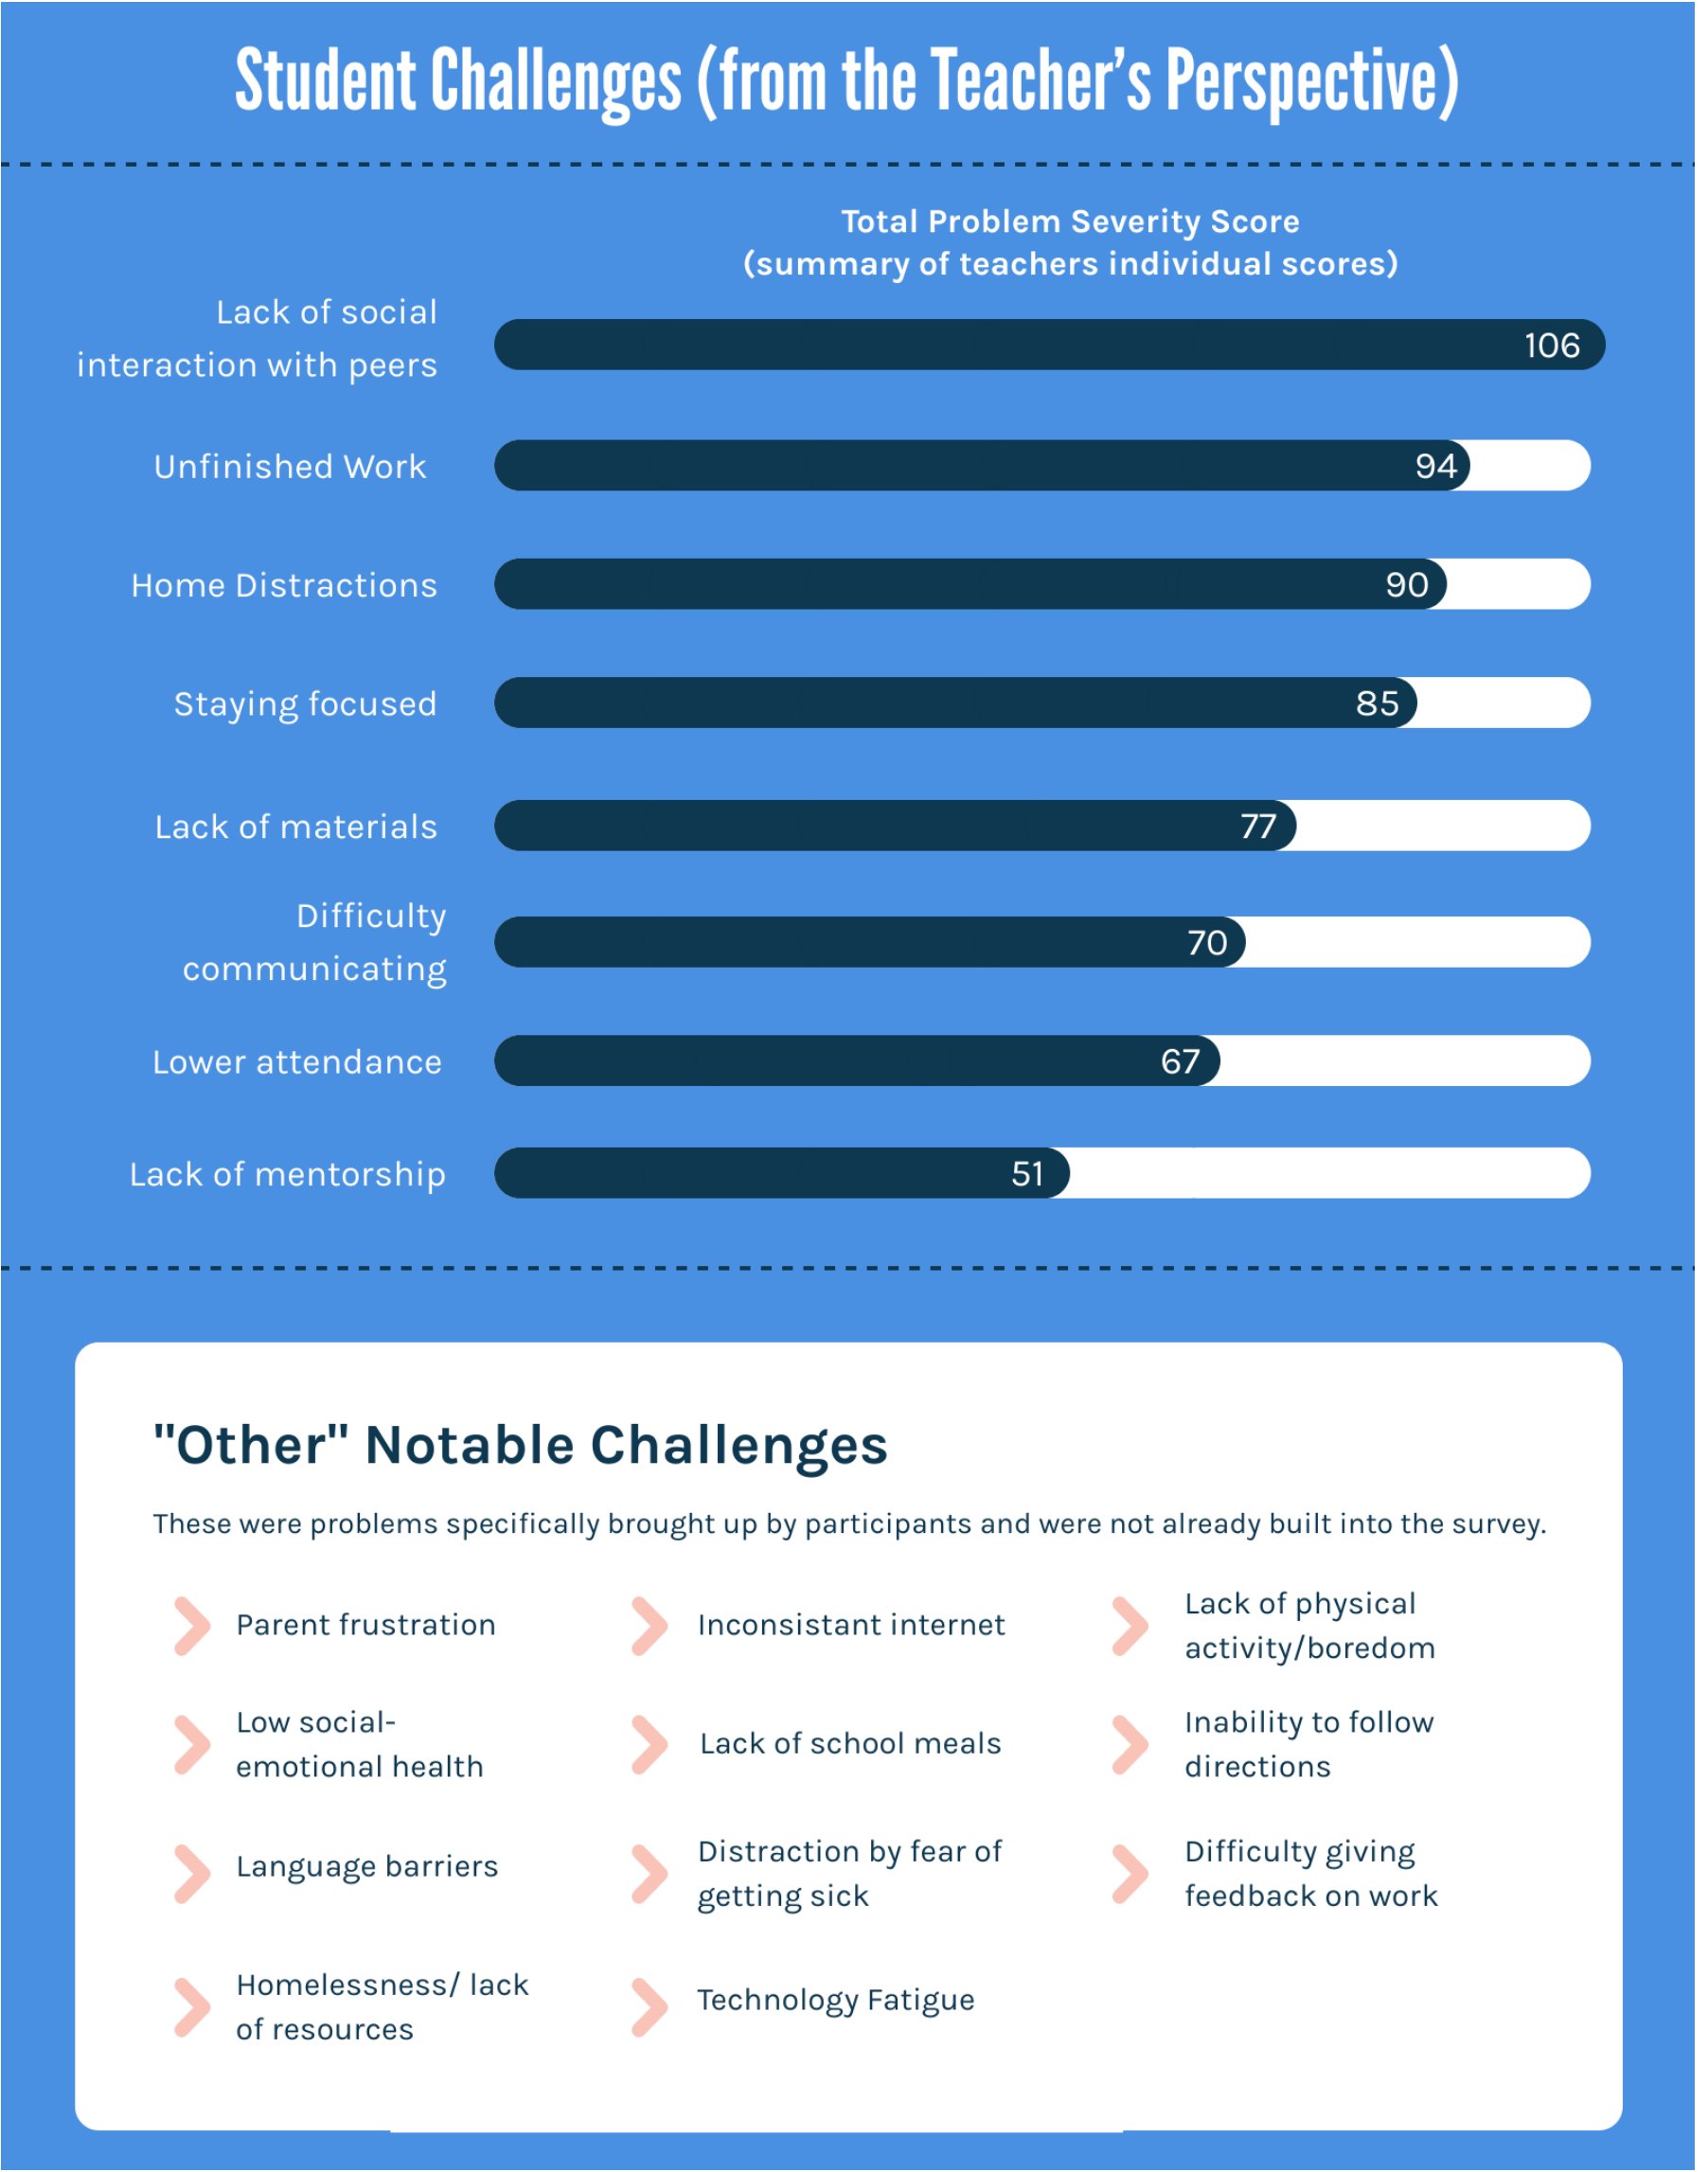 Student Challenges (from the Teacher's Perspective)
Total Problem Severity Score
(summary of teachers individual scores)
Lack of social
interaction with peers
106
Unfinished Work
94
Home Distractions
90
Staying focused
85
Lack of materials
77
Difficulty
communicating
70
Lower attendance
67
Lack of mentorship
51
"Other" Notable Challenges
These were problems specifically brought up by participants and were not already built into the survey.
Parent frustration
Inconsistant internet
Lack of physical
activity/boredom
Low social-
emotional health
Lack of school meals
Inability to follow
directions
Language barriers
Distraction by fear of
getting sick
Difficulty giving
feedback on work
Homelessness/ lack
of resources
Technology Fatigue